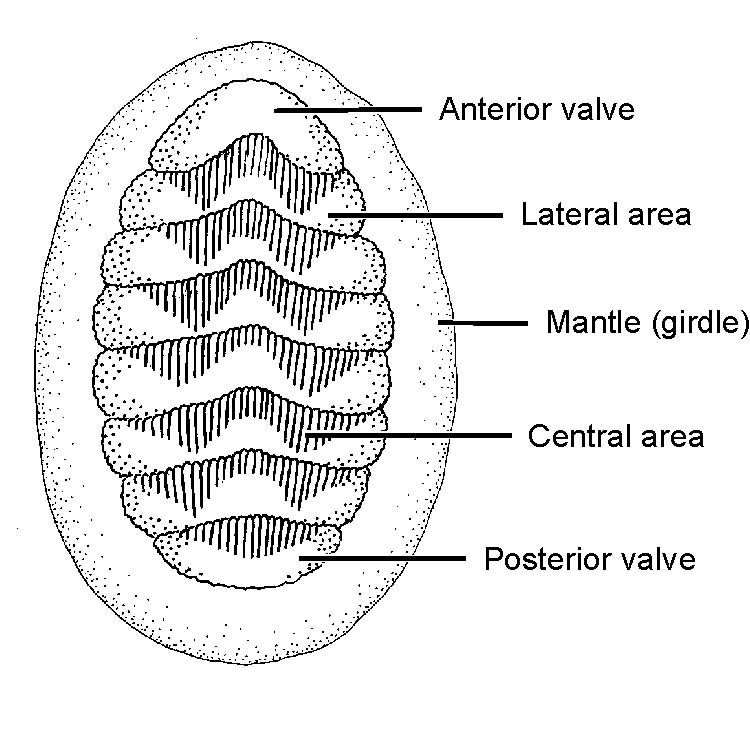 Anterior valve
Lateral area
Mantle (girdle)
Central area
Posterior valve